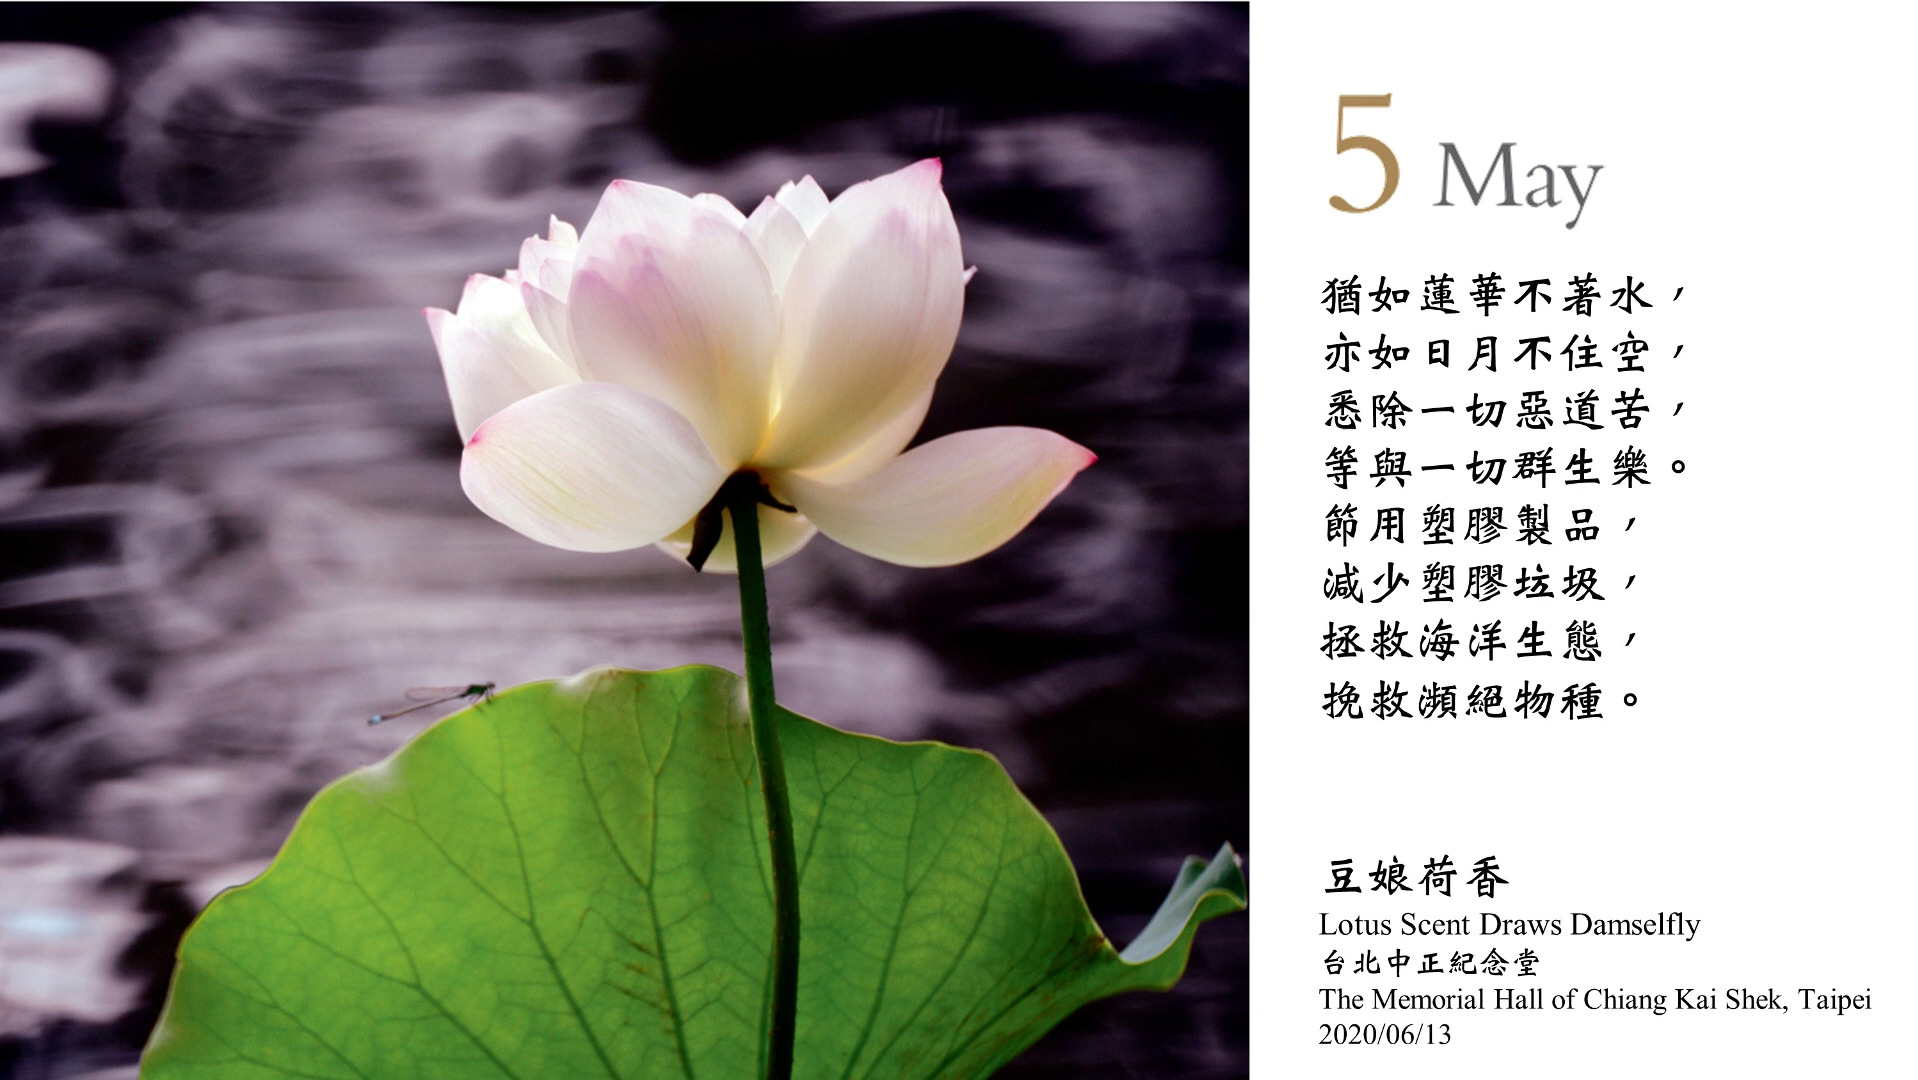 5 May
猶如蓮華不著水，
亦如日月不住空，
悉除一切惡道苦，
等與一切群生樂。
節用塑膠製品，
減少塑膠垃圾，
拯救海洋生態，
挽救瀕絕物種。
豆娘荷香
Lotus Scent Draws Damselfly
台北中正紀念堂
The Memorial Hall of Chiang Kai Shek, Taipei
2020/06/13